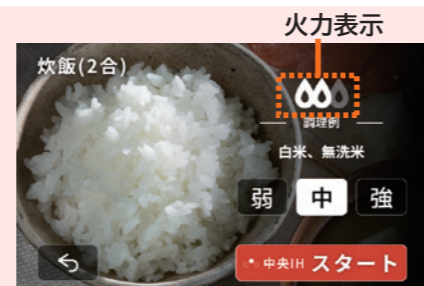 火力表示
炊飯(2合)
調理例
白米、無洗米
弱 中 強
中央IH スタート